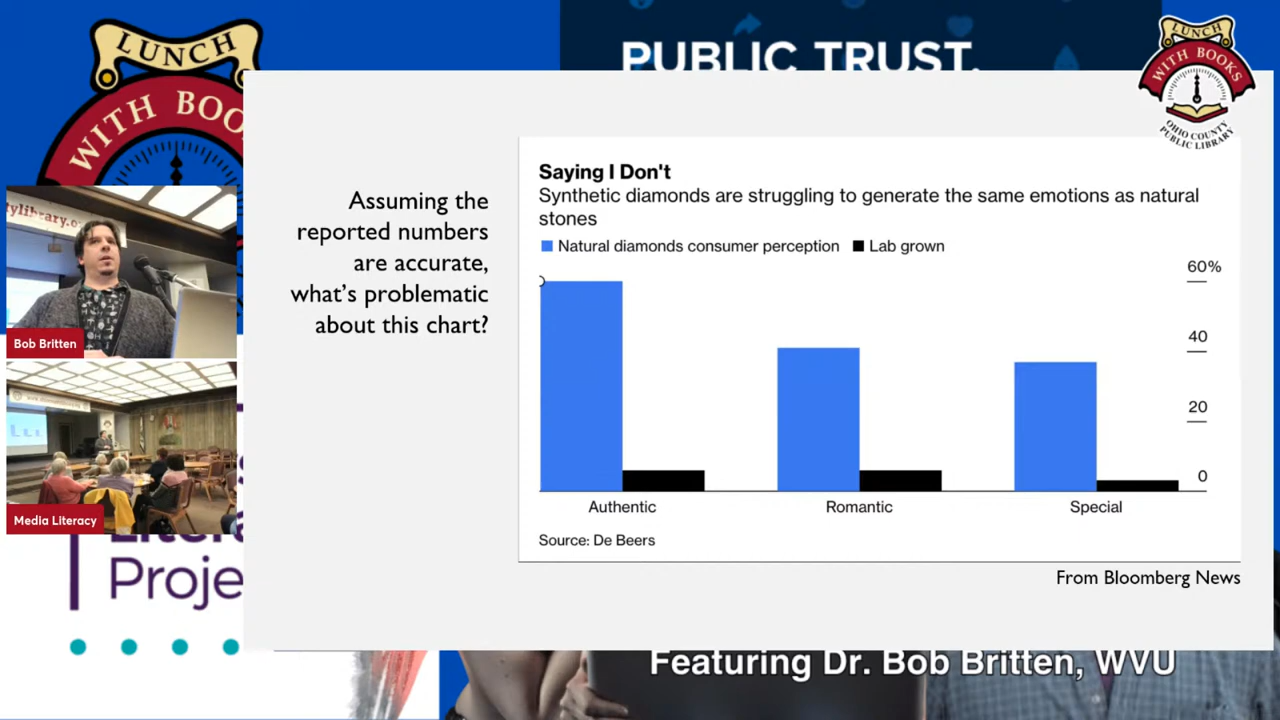 LUNCH
WITH BOO
PUBLIC TRUST.
LUNCH
WITH BOOKS
OHIO COUNTY
PUBLIC LIBRARY
Assuming the
reported numbers
are accurate,
what's problematic
about this chart?
Saying I Don't
Synthetic diamonds are struggling to generate the same emotions as natural
stones
Natural diamonds consumer perception
Lab grown
60%
40
20
0
Authentic
Romantic
Special
Source: De Beers
From Bloomberg News
Bob Britten
Media Literacy
Proje
Featuring Dr. Bob Britten, WVU